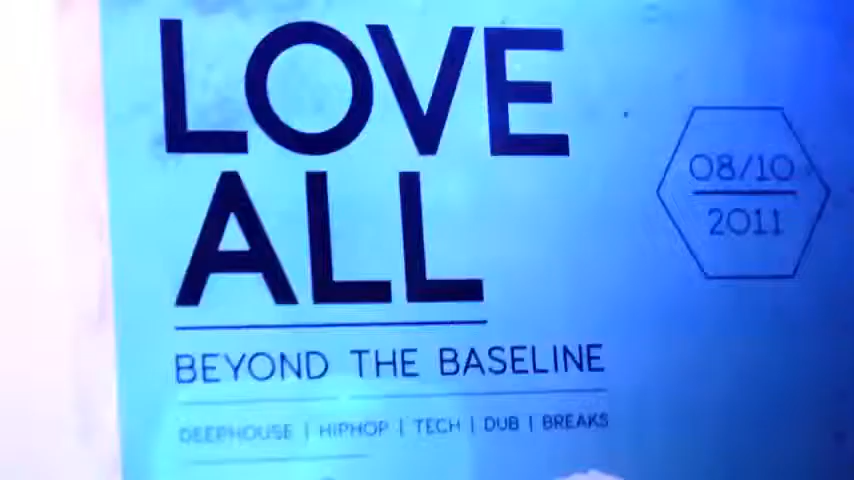 LOVE
ALL
08/10
2011
BEYOND THE BASELINE
DEEPHOUSE | HIPHOP | TECH | DUB | BREAKS